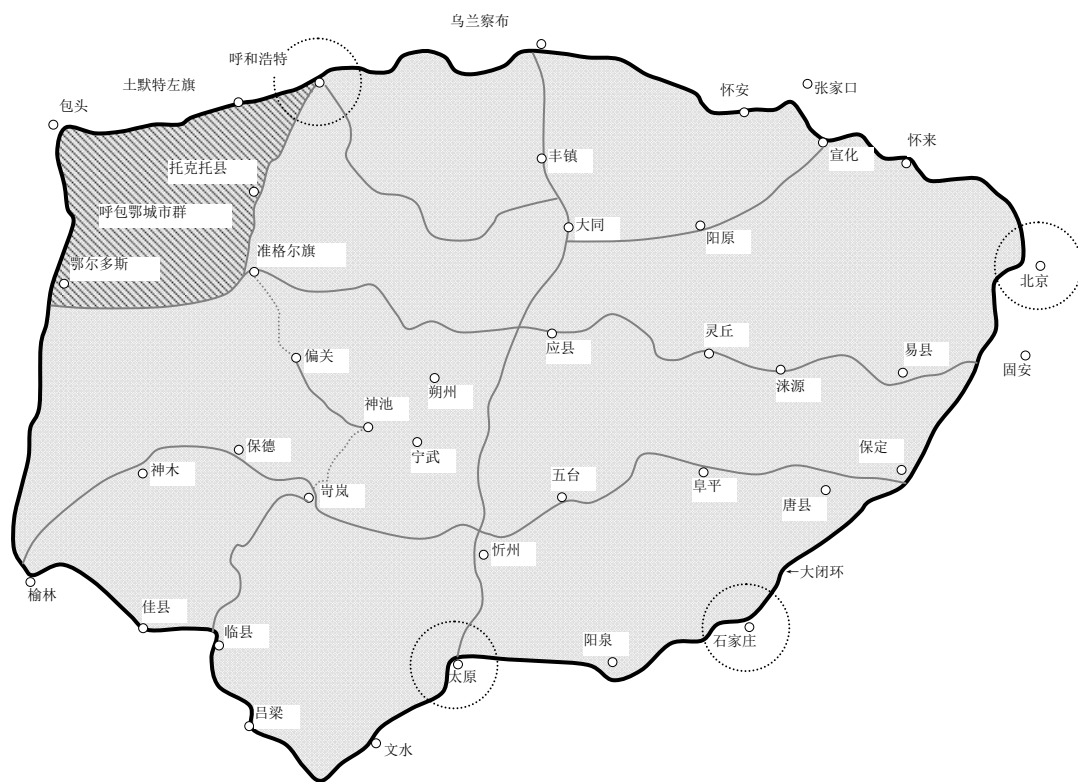 乌兰察布
呼和浩特
土默特左旗
怀安
张家口
包头
怀来
丰镇
宣化
托克托县
呼包鄂城市群
大同
阳原
准格尔旗
鄂尔多斯
北京
灵丘
应县
偏关
易县
固安
涞源
朔州
神池
保德
宁武
保定
神木
五台
岢岚
阜平
唐县
忻州
←大闭环
榆林
佳县
临县
阳泉
石家庄
太原
吕梁
文水